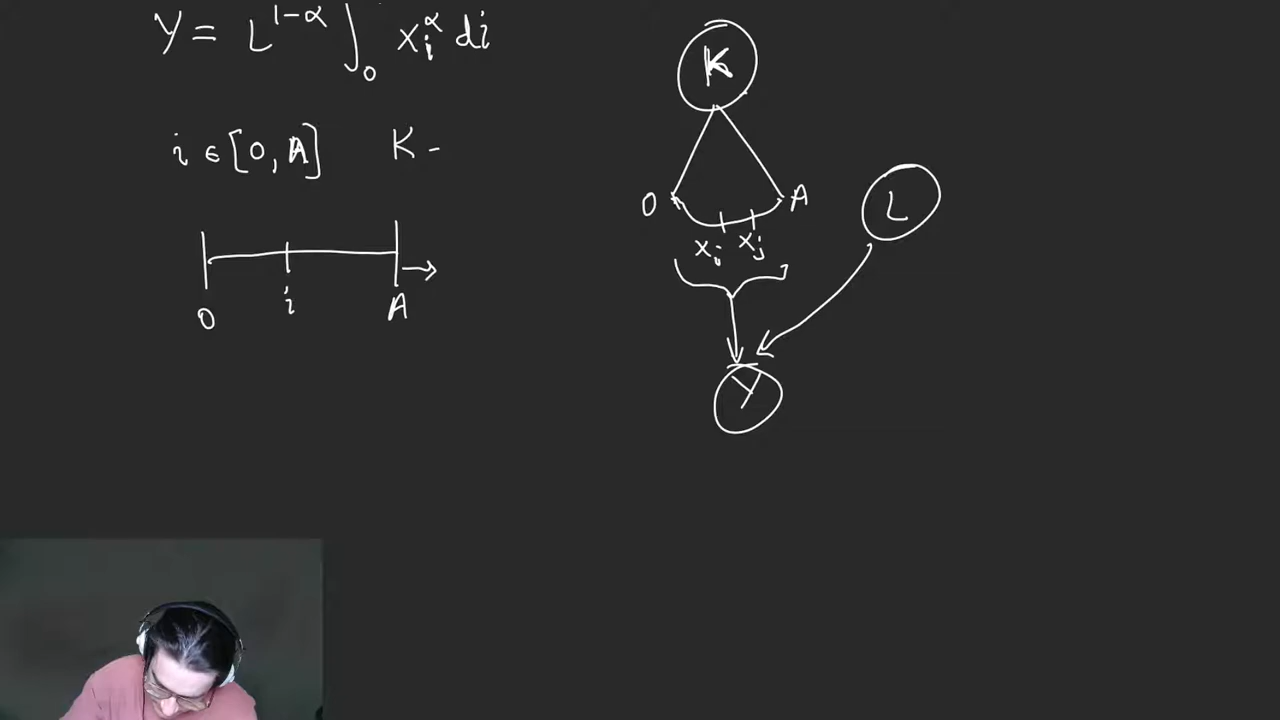 Y = L^{1-α} ∫_0 x_i^α di
i ∈ [0, A] K -
0 i A
K
0 A
x_i x_j
L
Y